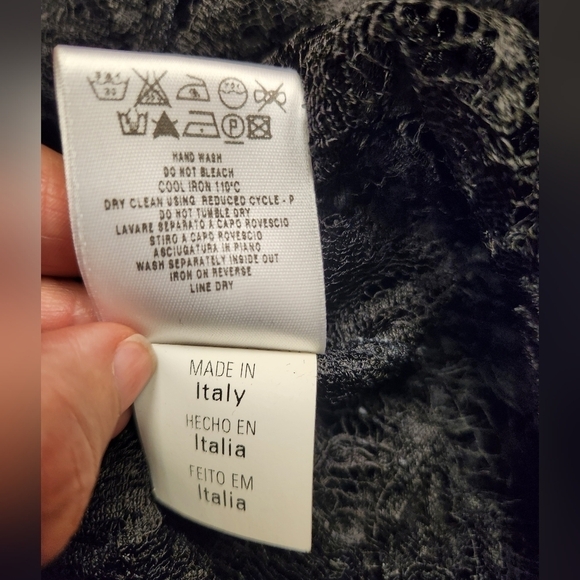 HAND WASH
DO NOT BLEACH
COOL IRON 110°C
DRY CLEAN USING REDUCED CYCLE - P
DO NOT TUMBLE DRY
LAVARE SEPARATO A CAPO ROVESCIO
STIRO A CAPO ROVESCIO
ASCIUGATURA IN PIANO
WASH SEPARATELY INSIDE OUT
IRON ON REVERSE
LINE DRY
MADE IN
Italy
HECHO EN
Italia
FEITO EM
Italia